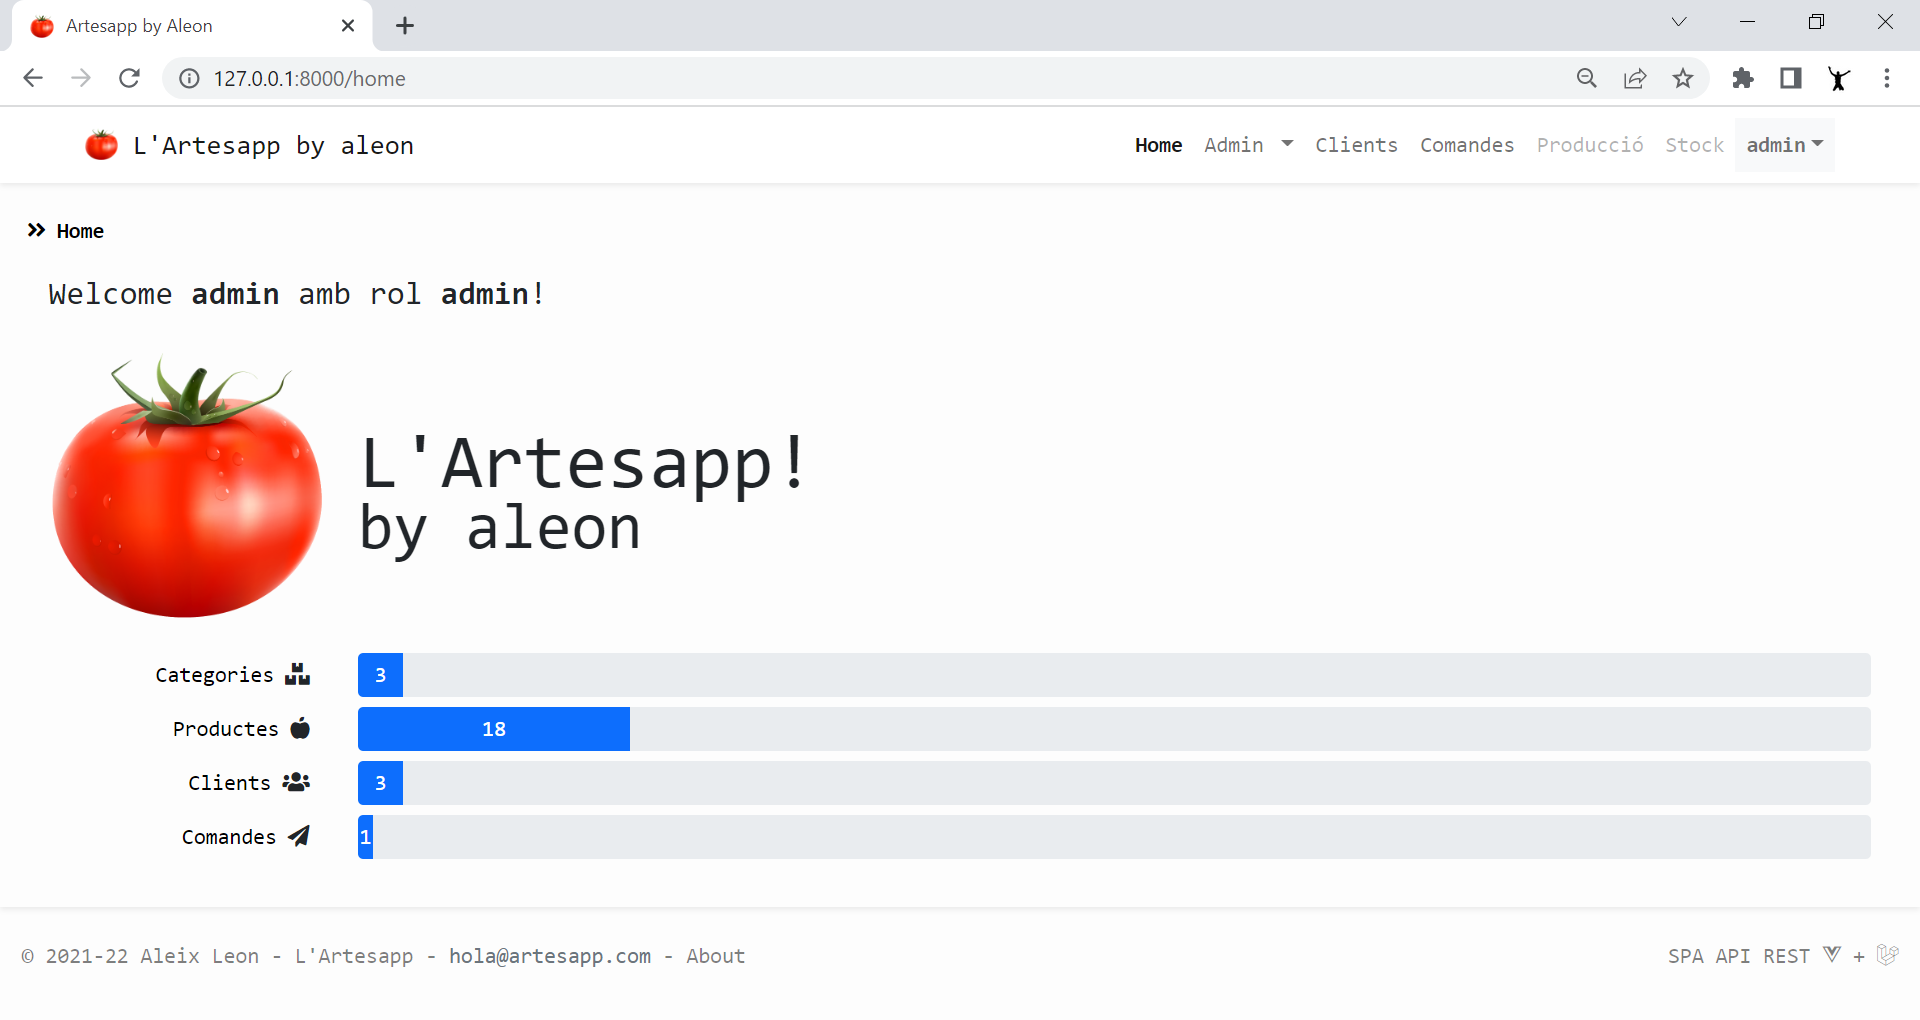 Artesapp by Aleon
127.0.0.1:8000/home
L'Artesapp by aleon
Home Admin Clients Comandes Producció Stock admin
Home
Welcome admin amb rol admin!
L'Artesapp!
by aleon
Categories 3
Productes 18
Clients 3
Comandes 1
© 2021-22 Aleix Leon - L'Artesapp - hola@artesapp.com - About
SPA API REST +